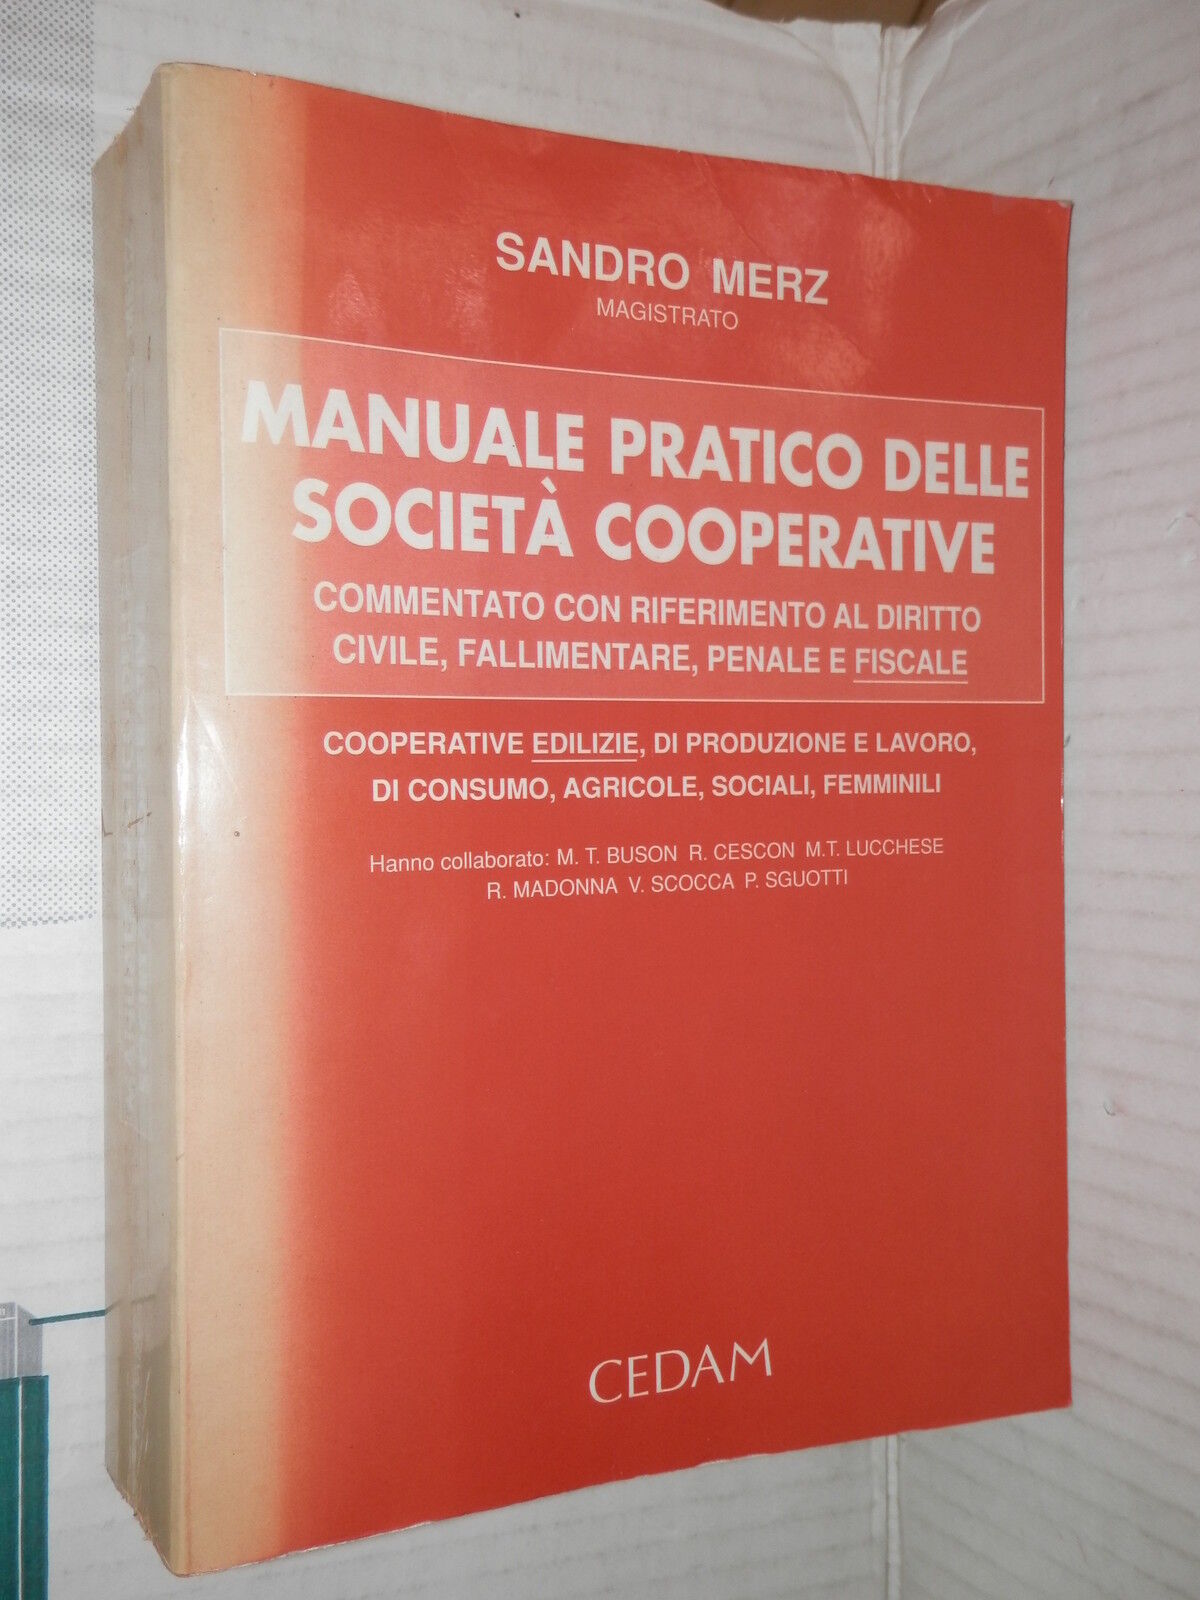 SANDRO MERZ
MAGISTRATO
MANUALE PRATICO DELLE
SOCIETÀ COOPERATIVE
COMMENTATO CON RIFERIMENTO AL DIRITTO
CIVILE, FALLIMENTARE, PENALE E FISCALE
COOPERATIVE EDILIZIE, DI PRODUZIONE E LAVORO,
DI CONSUMO, AGRICOLE, SOCIALI, FEMMINILI
Hanno collaborato: M. T. BUSON R. CESCON M.T. LUCCHESE
R. MADONNA V. SCOCCA P. SGUOTTI
CEDAM